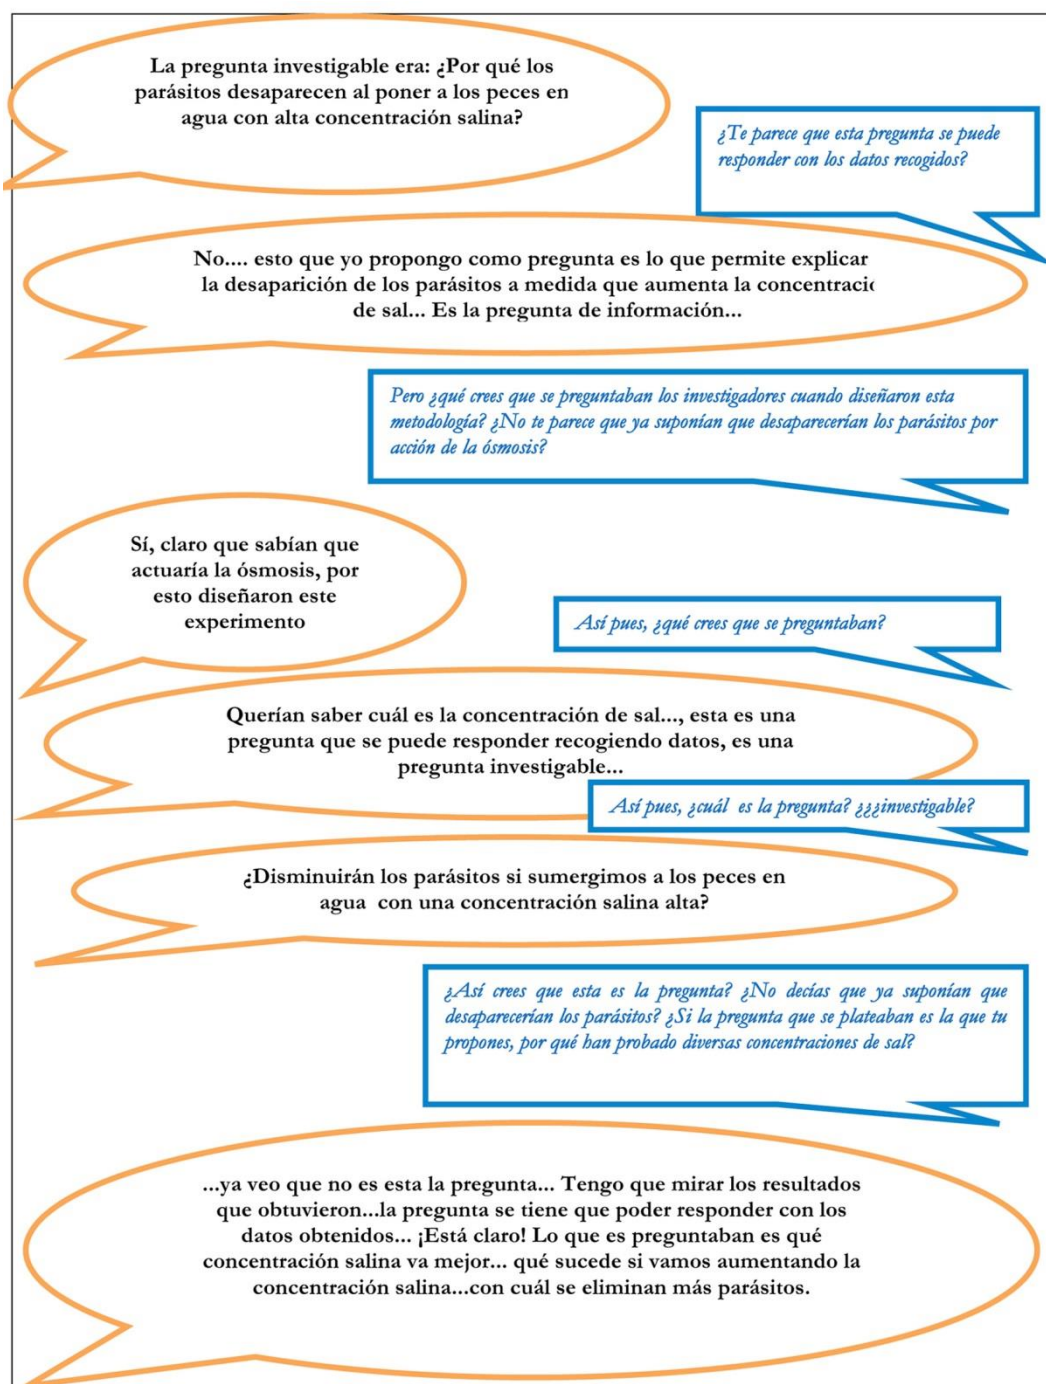 La pregunta investigable era: ¿Por qué los
parásitos desaparecen al poner a los peces en
agua con alta concentración salina?
¿Te parece que esta pregunta se puede
responder con los datos recogidos?
No.... esto que yo propongo como pregunta es lo que permite explicar
la desaparición de los parásitos a medida que aumenta la concentració
de sal... Es la pregunta de información...
Pero ¿qué crees que se preguntaban los investigadores cuando diseñaron esta
metodología? ¿No te parece que ya suponían que desaparecerían los parásitos por
acción de la ósmosis?
Sí, claro que sabían que
actuaría la ósmosis, por
esto diseñaron este
experimento
Así pues, ¿qué crees que se preguntaban?
Querían saber cuál es la concentración de sal..., esta es una
pregunta que se puede responder recogiendo datos, es una
pregunta investigable...
Así pues, ¿cuál es la pregunta? ¿¿¿investigable?
¿Disminuirán los parásitos si sumergimos a los peces en
agua con una concentración salina alta?
¿Así crees que esta es la pregunta? ¿No decías que ya suponían que
desaparecerían los parásitos? ¿Si la pregunta que se plateaban es la que tu
propones, por qué han probado diversas concentraciones de sal?
...ya veo que no es esta la pregunta... Tengo que mirar los resultados
que obtuvieron...la pregunta se tiene que poder responder con los
datos obtenidos... ¡Está claro! Lo que es preguntaban es qué
concentración salina va mejor... qué sucede si vamos aumentando la
concentración salina...con cuál se eliminan más parásitos.